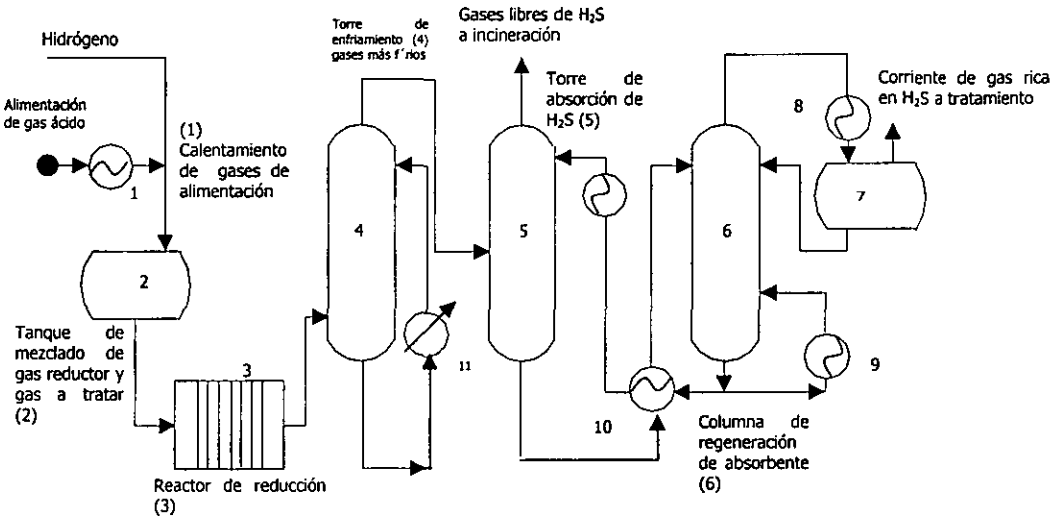 Hidrógeno
Alimentación
de gas ácido
(1)
Calentamiento
de gases de
alimentación
1
2
Tanque de
mezclado de
gas reductor y
gas a tratar
(2)
3
Reactor de reducción
(3)
Torre de
enfriamiento (4)
gases más f´rios
4
11
Gases libres de H2S
a incineración
Torre de
absorción de
H2S (5)
5
10
6
Columna de
regeneración
de absorbente
(6)
8
Corriente de gas rica
en H2S a tratamiento
7
9